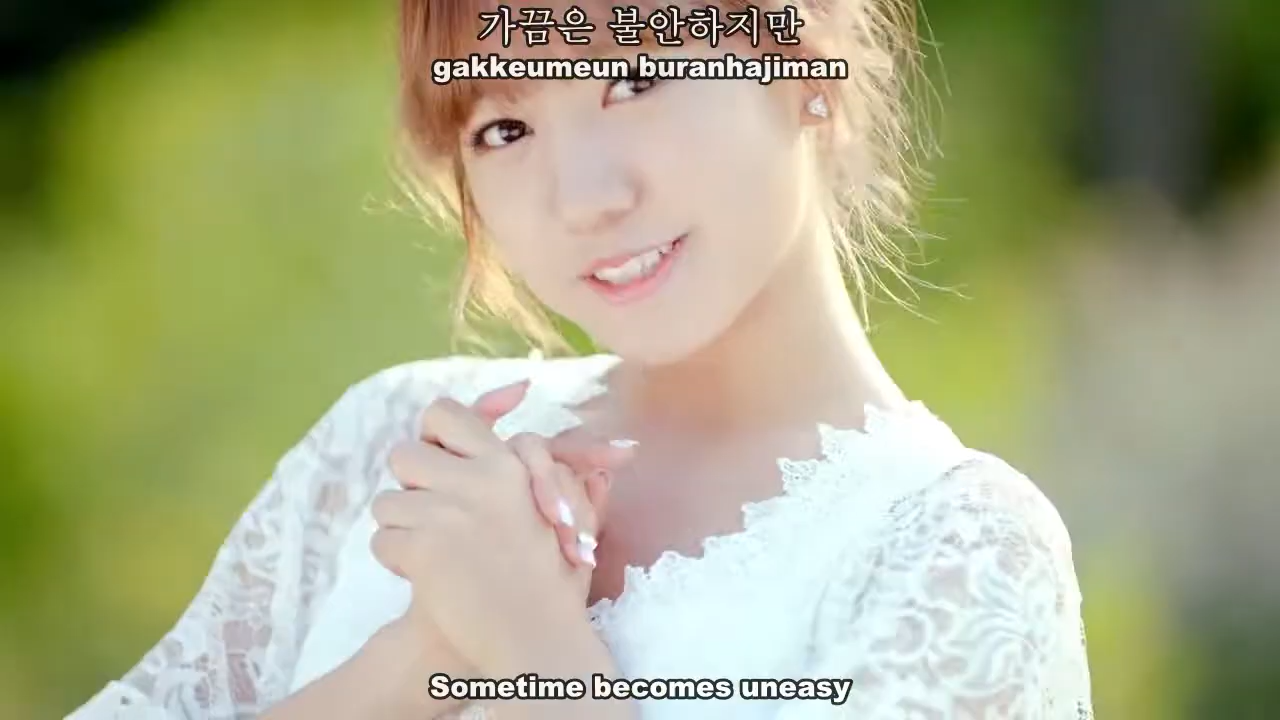 가끔은 불안하지만
gakkeumeun buranhajiman
Sometime becomes uneasy